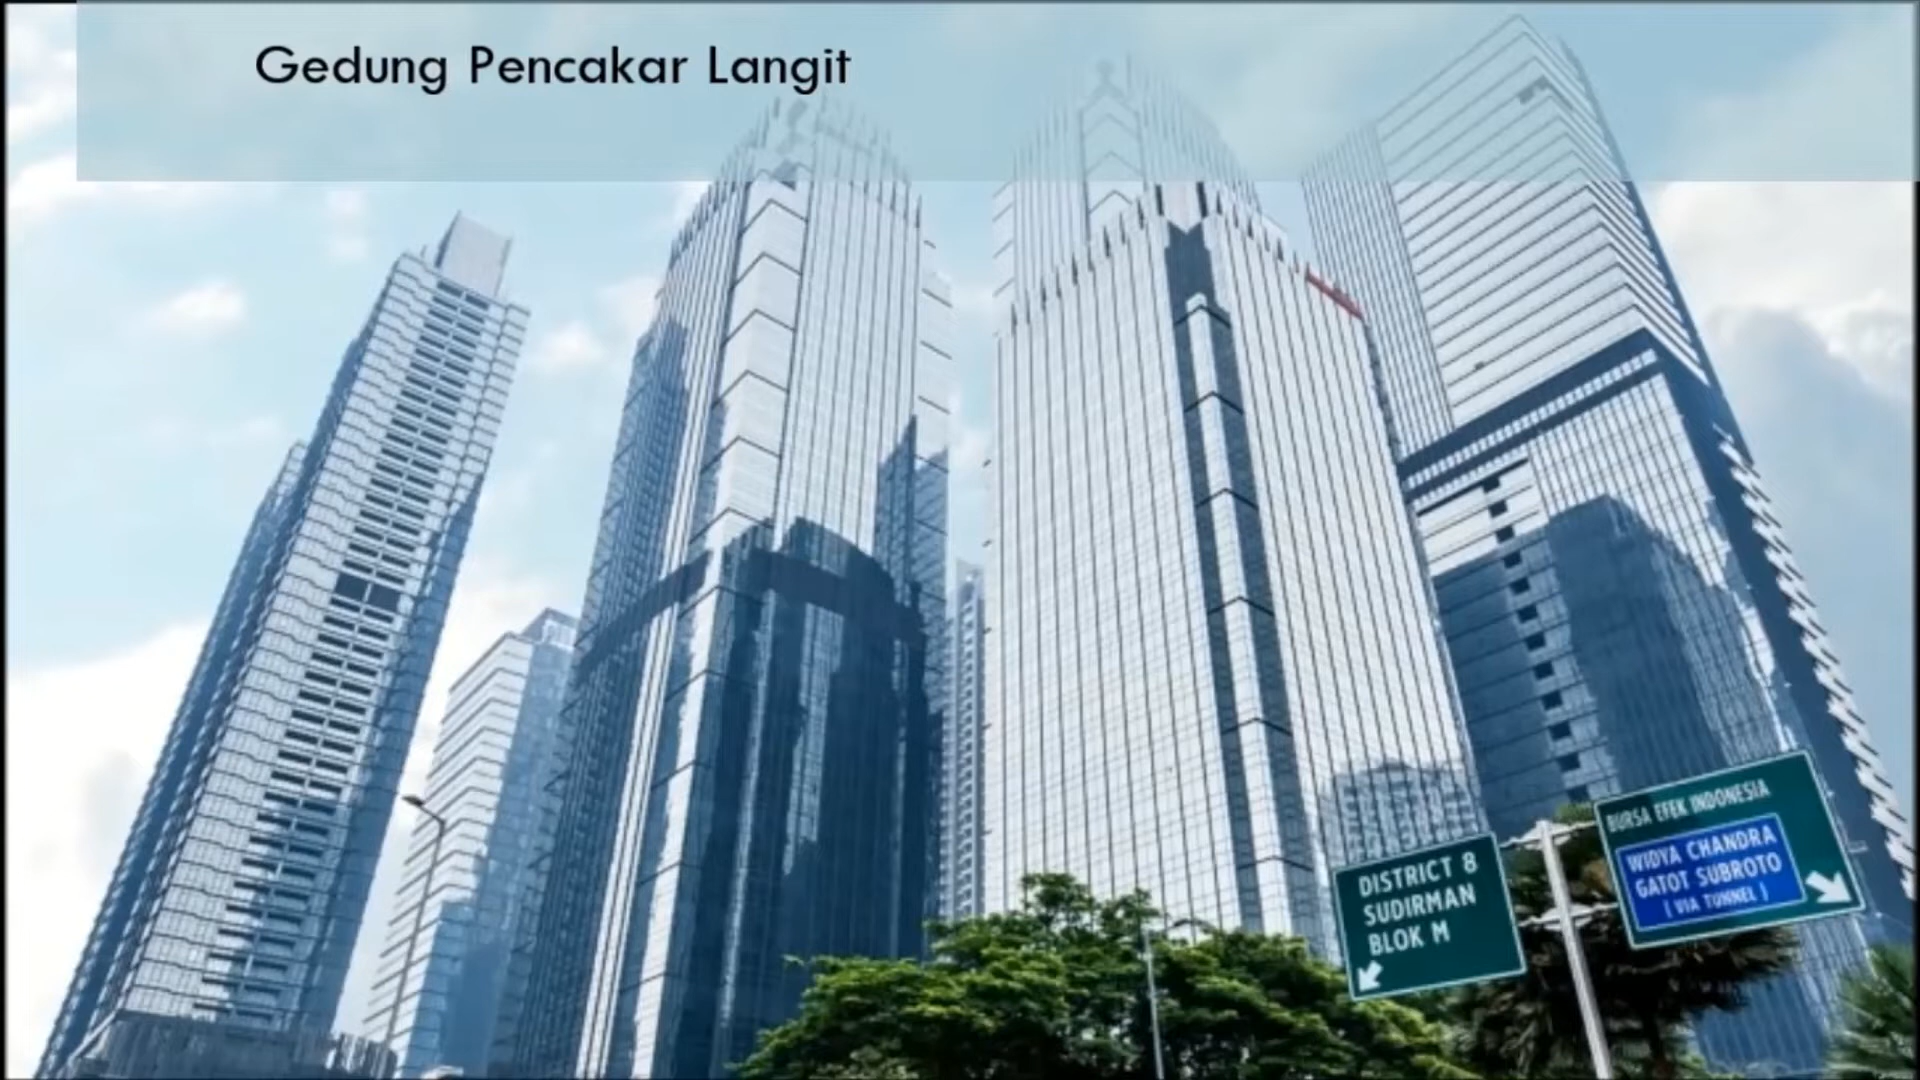 Gedung Pencakar Langit
DISTRICT 8
SUDIRMAN
BLOK M
BURSA EFEK INDONESIA
WIDYA CHANDRA
GATOT SUBROTO
( VIA TUNNEL )